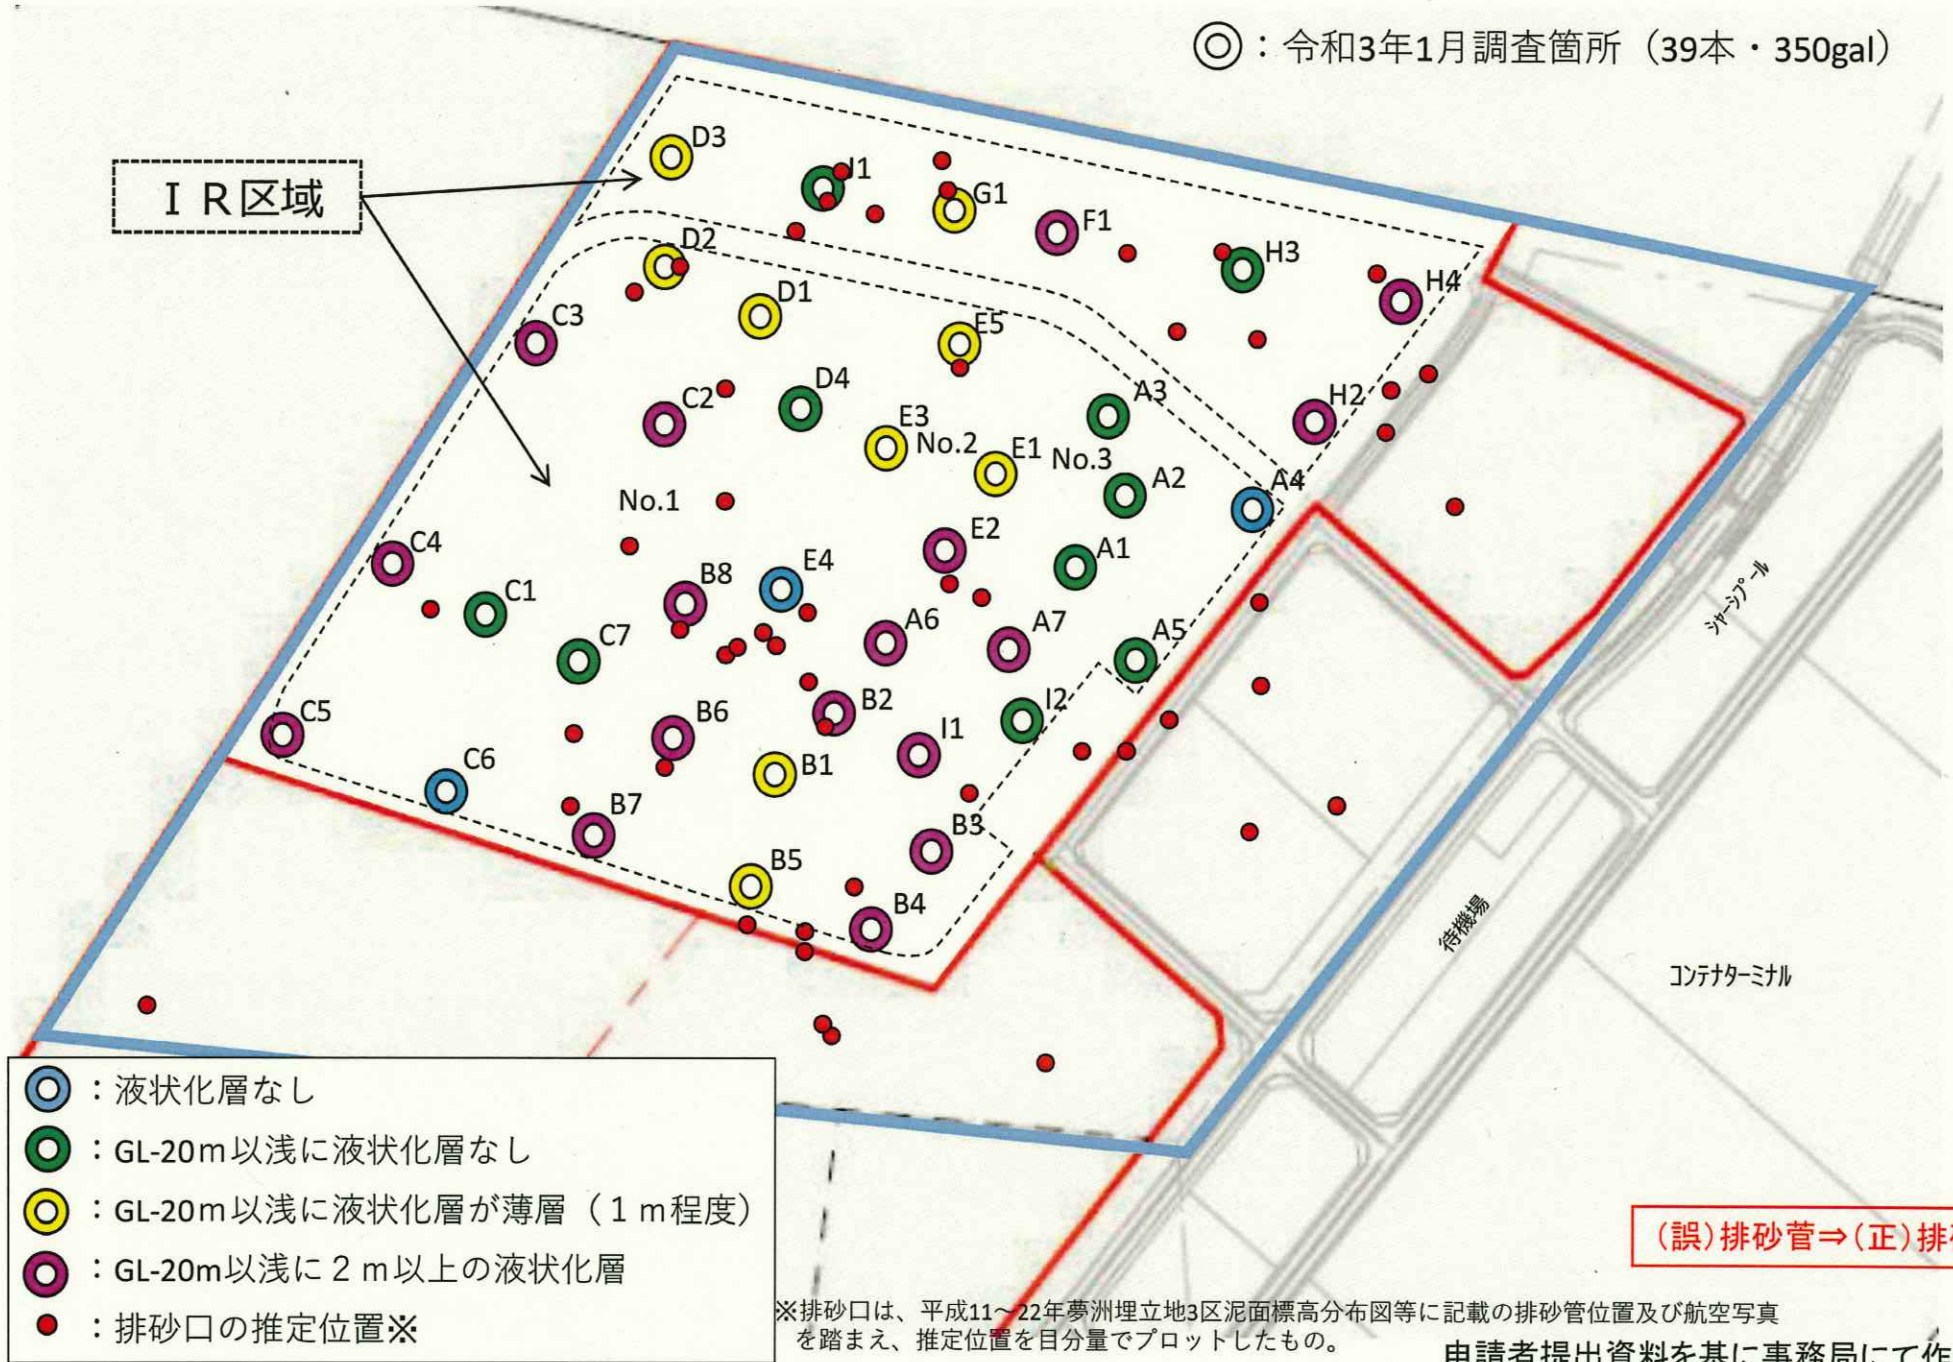 ◎：令和3年1月調査箇所（39本・350gal）
ＩＲ区域
D3
J1
G1
F1
H3
H4
D2
D1
E5
C3
C2
D4
E3
No.2
E1
No.3
A3
A2
H2
A4
No.1
C4
C1
C7
B8
E4
E2
A1
A6
A7
A5
C5
C6
B6
B2
I1
I2
B1
B7
B5
B3
B4
シャーシプール
待機場
コンテナターミナル
：液状化層なし
：GL-20ｍ以浅に液状化層なし
：GL-20ｍ以浅に液状化層が薄層（１ｍ程度）
：GL-20m以浅に２ｍ以上の液状化層
：排砂口の推定位置※
（誤）排砂菅⇒（正）排
※排砂口は、平成11～22年夢洲埋立地3区泥面標高分布図等に記載の排砂管位置及び航空写真
を踏まえ、推定位置を目分量でプロットしたもの。
申請者提出資料を基に事務局にて作